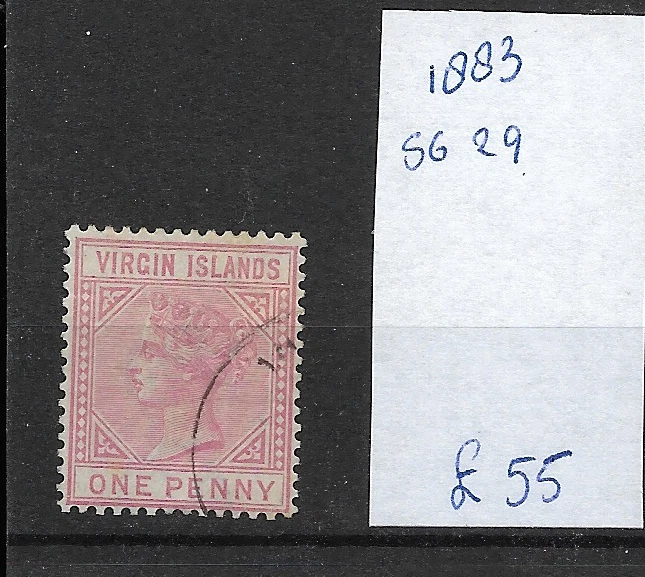 1883
SG 29
VIRGIN ISLANDS
ONE PENNY
£55